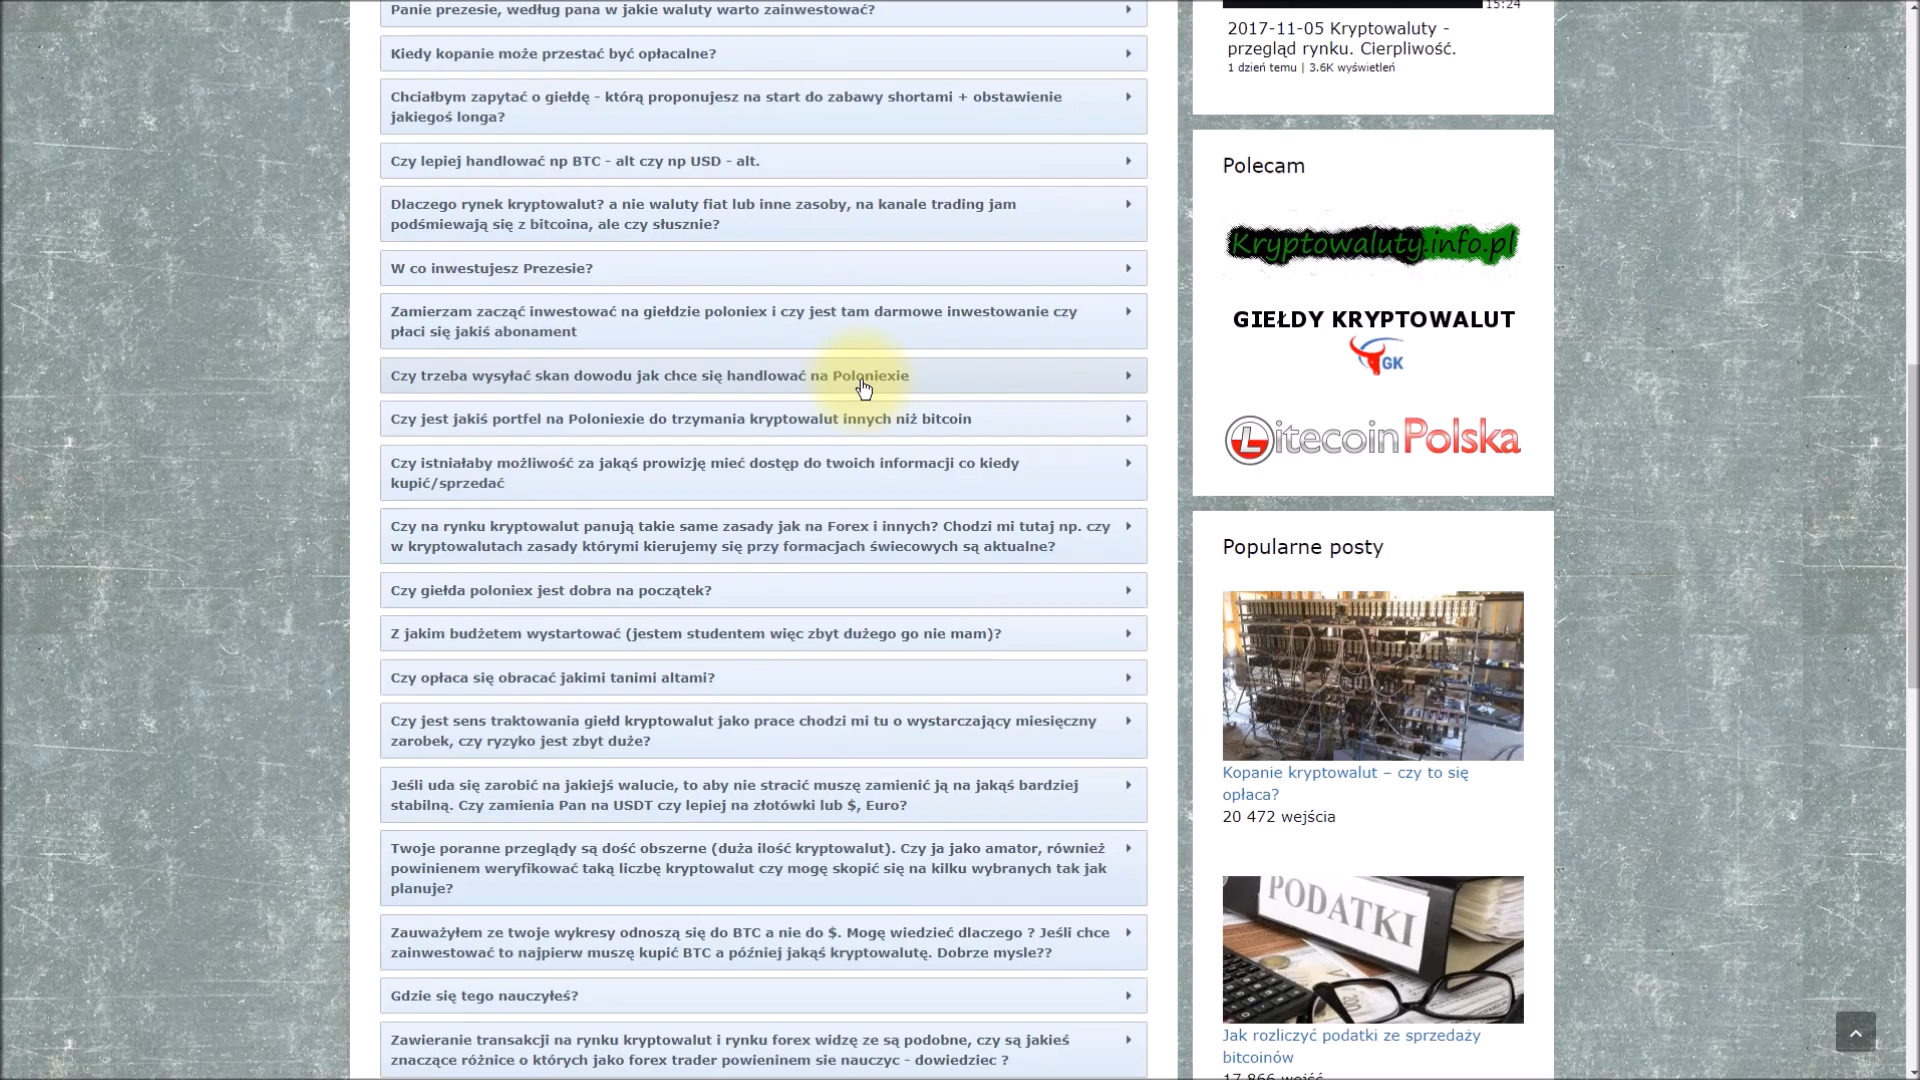 Panie prezesie, według pana w jakie waluty warto zainwestować?
Kiedy kopanie może przestać być opłacalne?
Chciałbym zapytać o giełdę - którą proponujesz na start do zabawy shortami + obstawienie
jakiegoś longa?
Czy lepiej handlować np BTC - alt czy np USD - alt.
Dlaczego rynek kryptowalut? a nie waluty fiat lub inne zasoby, na kanale trading jam
podśmiewają się z bitcoina, ale czy słusznie?
W co inwestujesz Prezesie?
Zamierzam zacząć inwestować na giełdzie poloniex i czy jest tam darmowe inwestowanie czy
płaci się jakiś abonament
Czy trzeba wysyłać skan dowodu jak chce się handlować na Poloniexie
Czy jest jakiś portfel na Poloniexie do trzymania kryptowalut innych niż bitcoin
Czy istniałaby możliwość za jakąś prowizję mieć dostęp do twoich informacji co kiedy
kupić/sprzedać
Czy na rynku kryptowalut panują takie same zasady jak na Forex i innych? Chodzi mi tutaj np. czy
w kryptowalutach zasady którymi kierujemy się przy formacjach świecowych są aktualne?
Czy giełda poloniex jest dobra na początek?
Z jakim budżetem wystartować (jestem studentem więc zbyt dużego go nie mam)?
Czy opłaca się obracać jakimi tanimi altami?
Czy jest sens traktowania giełd kryptowalut jako prace chodzi mi tu o wystarczający miesięczny
zarobek, czy ryzyko jest zbyt duże?
Jeśli uda się zarobić na jakiejś walucie, to aby nie stracić muszę zamienić ją na jakąś bardziej
stabilną. Czy zamienia Pan na USDT czy lepiej na złotówki lub $, Euro?
Twoje poranne przeglądy są dość obszerne (duża ilość kryptowalut). Czy ja jako amator, również
powinienem weryfikować taką liczbę kryptowalut czy mogę skopić się na kilku wybranych tak jak
planuje?
Zauważyłem ze twoje wykresy odnoszą się do BTC a nie do $. Mogę wiedzieć dlaczego ? Jeśli chce
zainwestować to najpierw muszę kupić BTC a później jakąś kryptowalutę. Dobrze mysle??
Gdzie się tego nauczyłeś?
Zawieranie transakcji na rynku kryptowalut i rynku forex widzę ze są podobne, czy są jakieś
znaczące różnice o których jako forex trader powieninem sie nauczyc - dowiedziec ?
15:24
2017-11-05 Kryptowaluty -
przegląd rynku. Cierpliwość.
1 dzień temu | 3.6K wyświetleń
Polecam
Kryptowaluty.info.pl
GIEŁDY KRYPTOWALUT
GK
Litecoin Polska
Popularne posty
Kopanie kryptowalut – czy to się
opłaca?
20 472 wejścia
PODATKI
Jak rozliczyć podatki ze sprzedaży
bitcoinów
17 866 wejść